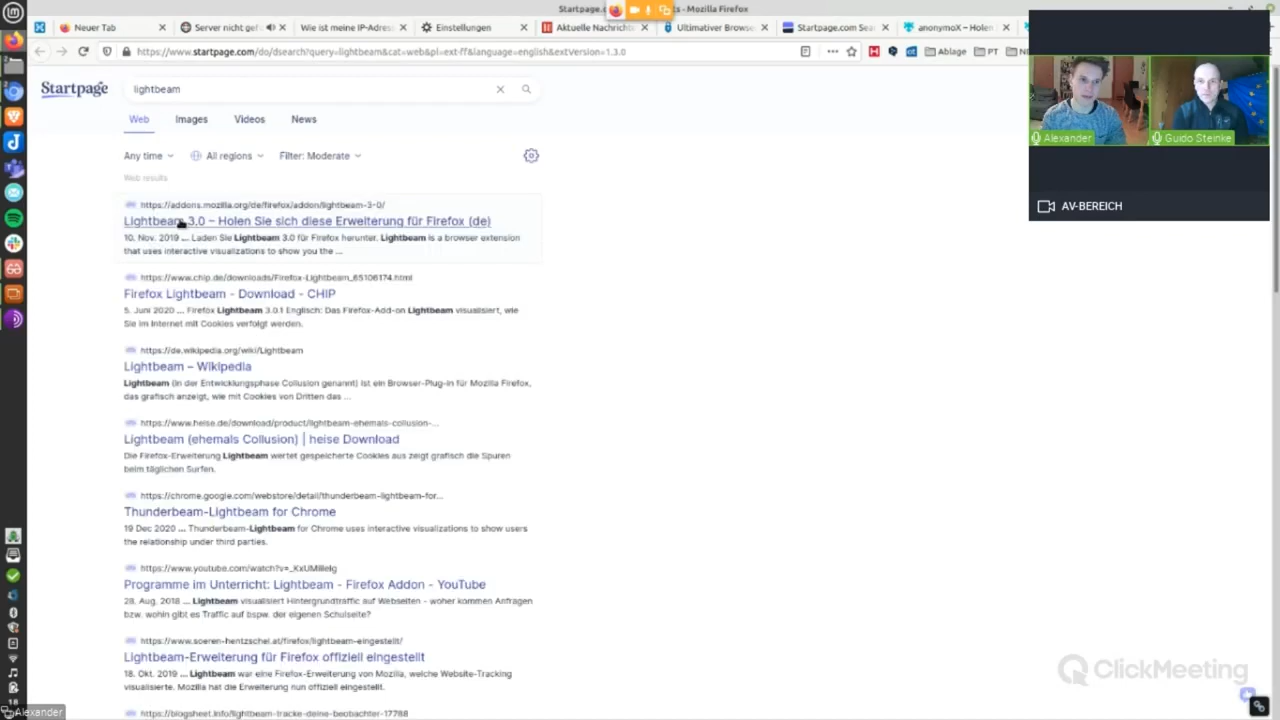 Startpage.c
s - Mozilla Firefox
Neuer Tab
Server nicht gef
Wie ist meine IP-Adres
Einstellungen
Aktuelle Nachricht
Ultimativer Browse
Startpage.com Sea
anonymoX – Holen
https://www.startpage.com/do/dsearch?query=lightbeam&cat=web&pl=ext-ff&language=english&extVersion=1.3.0
Ablage
PT
Startpage
lightbeam
Web
Images
Videos
News
Any time
All regions
Filter: Moderate
Web results
https://addons.mozilla.org/de/firefox/addon/lightbeam-3-0/
Lightbeam 3.0 – Holen Sie sich diese Erweiterung für Firefox (de)
10. Nov. 2019 ... Laden Sie Lightbeam 3.0 für Firefox herunter. Lightbeam is a browser extension
that uses interactive visualizations to show you the ...
https://www.chip.de/downloads/Firefox-Lightbeam_65106174.html
Firefox Lightbeam - Download - CHIP
5. Juni 2020 ... Firefox Lightbeam 3.0.1 Englisch: Das Firefox-Add-on Lightbeam visualisiert, wie
Sie im Internet mit Cookies verfolgt werden.
https://de.wikipedia.org/wiki/Lightbeam
Lightbeam – Wikipedia
Lightbeam (in der Entwicklungsphase Collusion genannt) ist ein Browser-Plug-in für Mozilla Firefox,
das grafisch anzeigt, wie mit Cookies von Dritten das ...
https://www.heise.de/download/product/lightbeam-ehemals-collusion-...
Lightbeam (ehemals Collusion) | heise Download
Die Firefox-Erweiterung Lightbeam wertet gespeicherte Cookies aus zeigt grafisch die Spuren
beim täglichen Surfen.
https://chrome.google.com/webstore/detail/thunderbeam-lightbeam-for...
Thunderbeam-Lightbeam for Chrome
19 Dec 2020 ... Thunderbeam-Lightbeam for Chrome uses interactive visualizations to show users
the relationship under third parties.
Programme im Unterricht: Lightbeam - Firefox Addon - YouTube
28. Aug. 2018 ... Lightbeam visualisiert Hintergrundtraffic auf Webseiten - woher kommen Anfragen
bzw. wohin gibt es Traffic auf bspw. der eigenen Schulseite?
https://www.soeren-hentzschel.at/firefox/lightbeam-eingestellt/
Lightbeam-Erweiterung für Firefox offiziell eingestellt
18. Okt. 2019 ... Lightbeam war eine Firefox-Erweiterung von Mozilla, welche Website-Tracking
visualisierte. Mozilla hat die Erweiterung nun offiziell eingestellt.
https://blogsheet.info/lightbeam-tracke-deine-beobachter-17788
Alexander
Guido Steinke
AV-BEREICH
ClickMeeting
Alexander